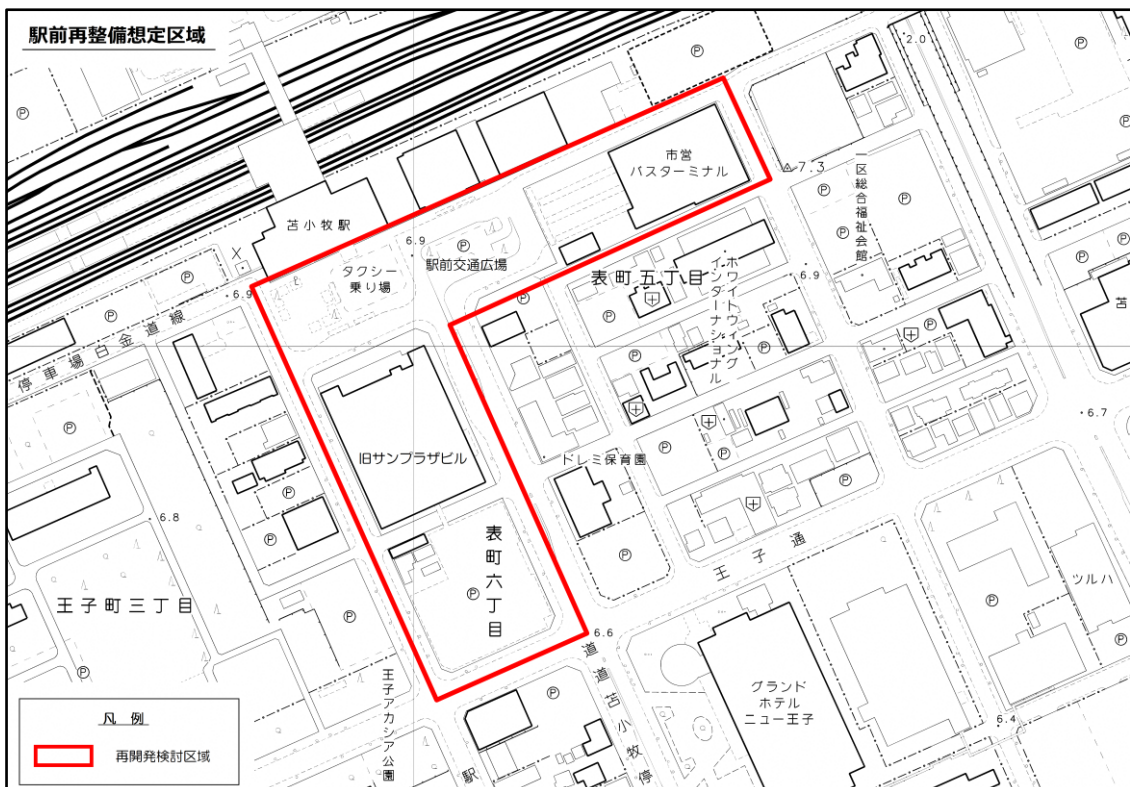 駅前再整備想定区域
Ⓟ
Ⓟ
2.0
Ⓟ
Ⓟ
市営
バスターミナル
7.3
一区総合福祉会館
Ⓟ
Ⓟ
Ⓟ
苫小牧駅
6.9
Ⓟ
駅前交通広場
タクシー
乗り場
X
Ⓟ
6.9
Ⓟ
停車場白金道線
表町五丁目
ホワイトウィング
インターナショナル
6.9
Ⓟ
Ⓟ
Ⓟ
Ⓟ
Ⓟ
Ⓟ
苫
6.7
旧サンプラザビル
ドレミ保育園
Ⓟ
Ⓟ
Ⓟ
Ⓟ
Ⓟ
Ⓟ
6.8
表町六丁目
Ⓟ
Ⓟ
王子通
ツルハ
Ⓟ
Ⓟ
王子町三丁目
Ⓟ
Ⓟ
6.6
道道苫小牧停
王子アカシア公園
Ⓟ
駅
グランド
ホテル
ニュー王子
6.4
凡例
再開発検討区域